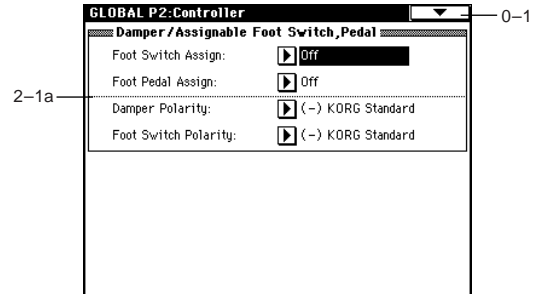 GLOBAL P2:Controller
0–1
Damper/Assignable Foot Switch,Pedal
Foot Switch Assign: Off
Foot Pedal Assign: Off
2–1a
Damper Polarity: (-) KORG Standard
Foot Switch Polarity: (-) KORG Standard